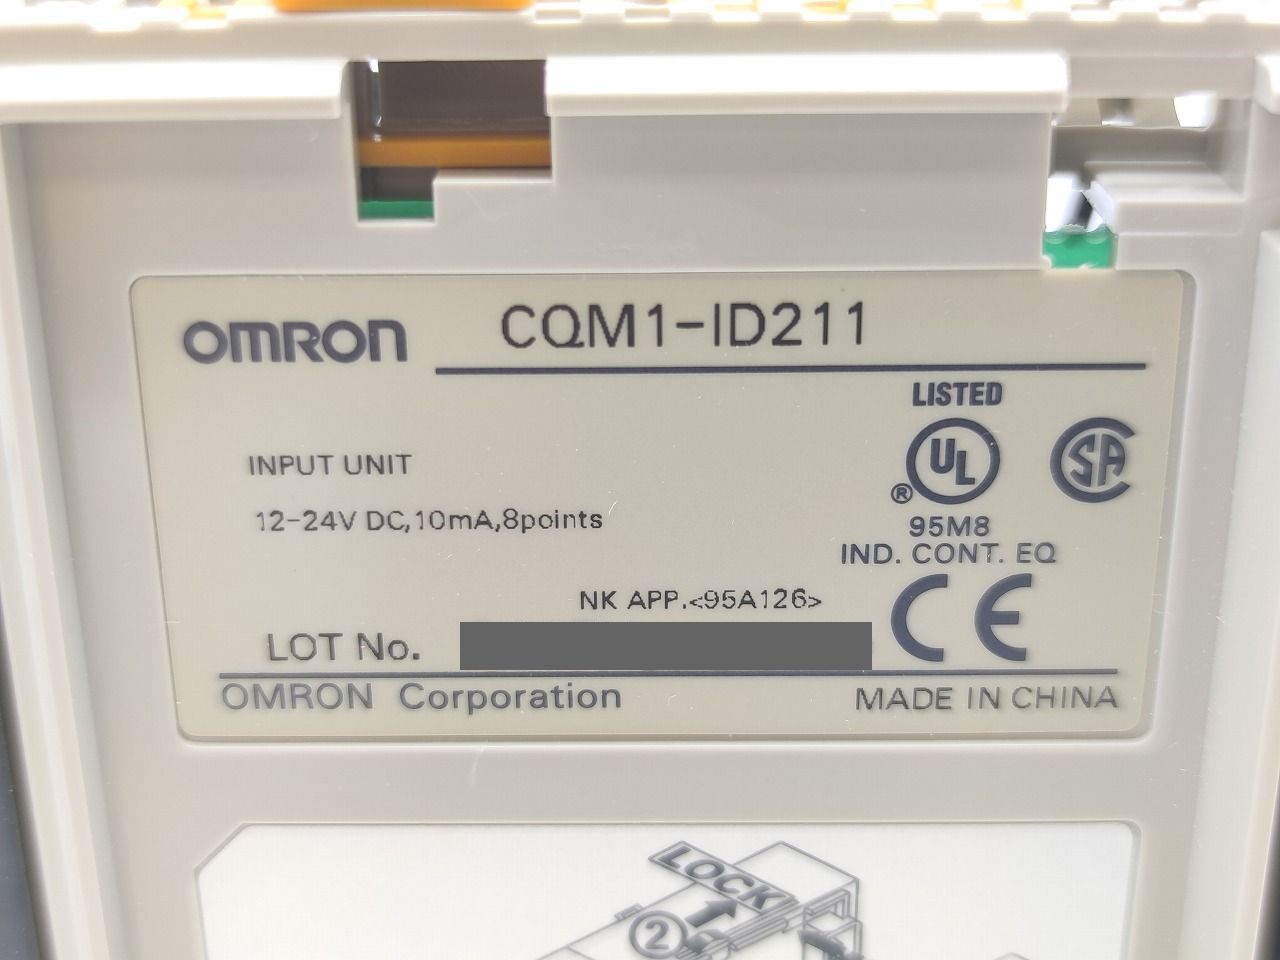 OMRON CQM1-ID211
LISTED
UL SA
®
INPUT UNIT
12-24V DC,10mA,8points
95M8
IND. CONT. EQ
NK APP.<95A126>
CE
LOT No.
OMRON Corporation MADE IN CHINA
LOCK
2